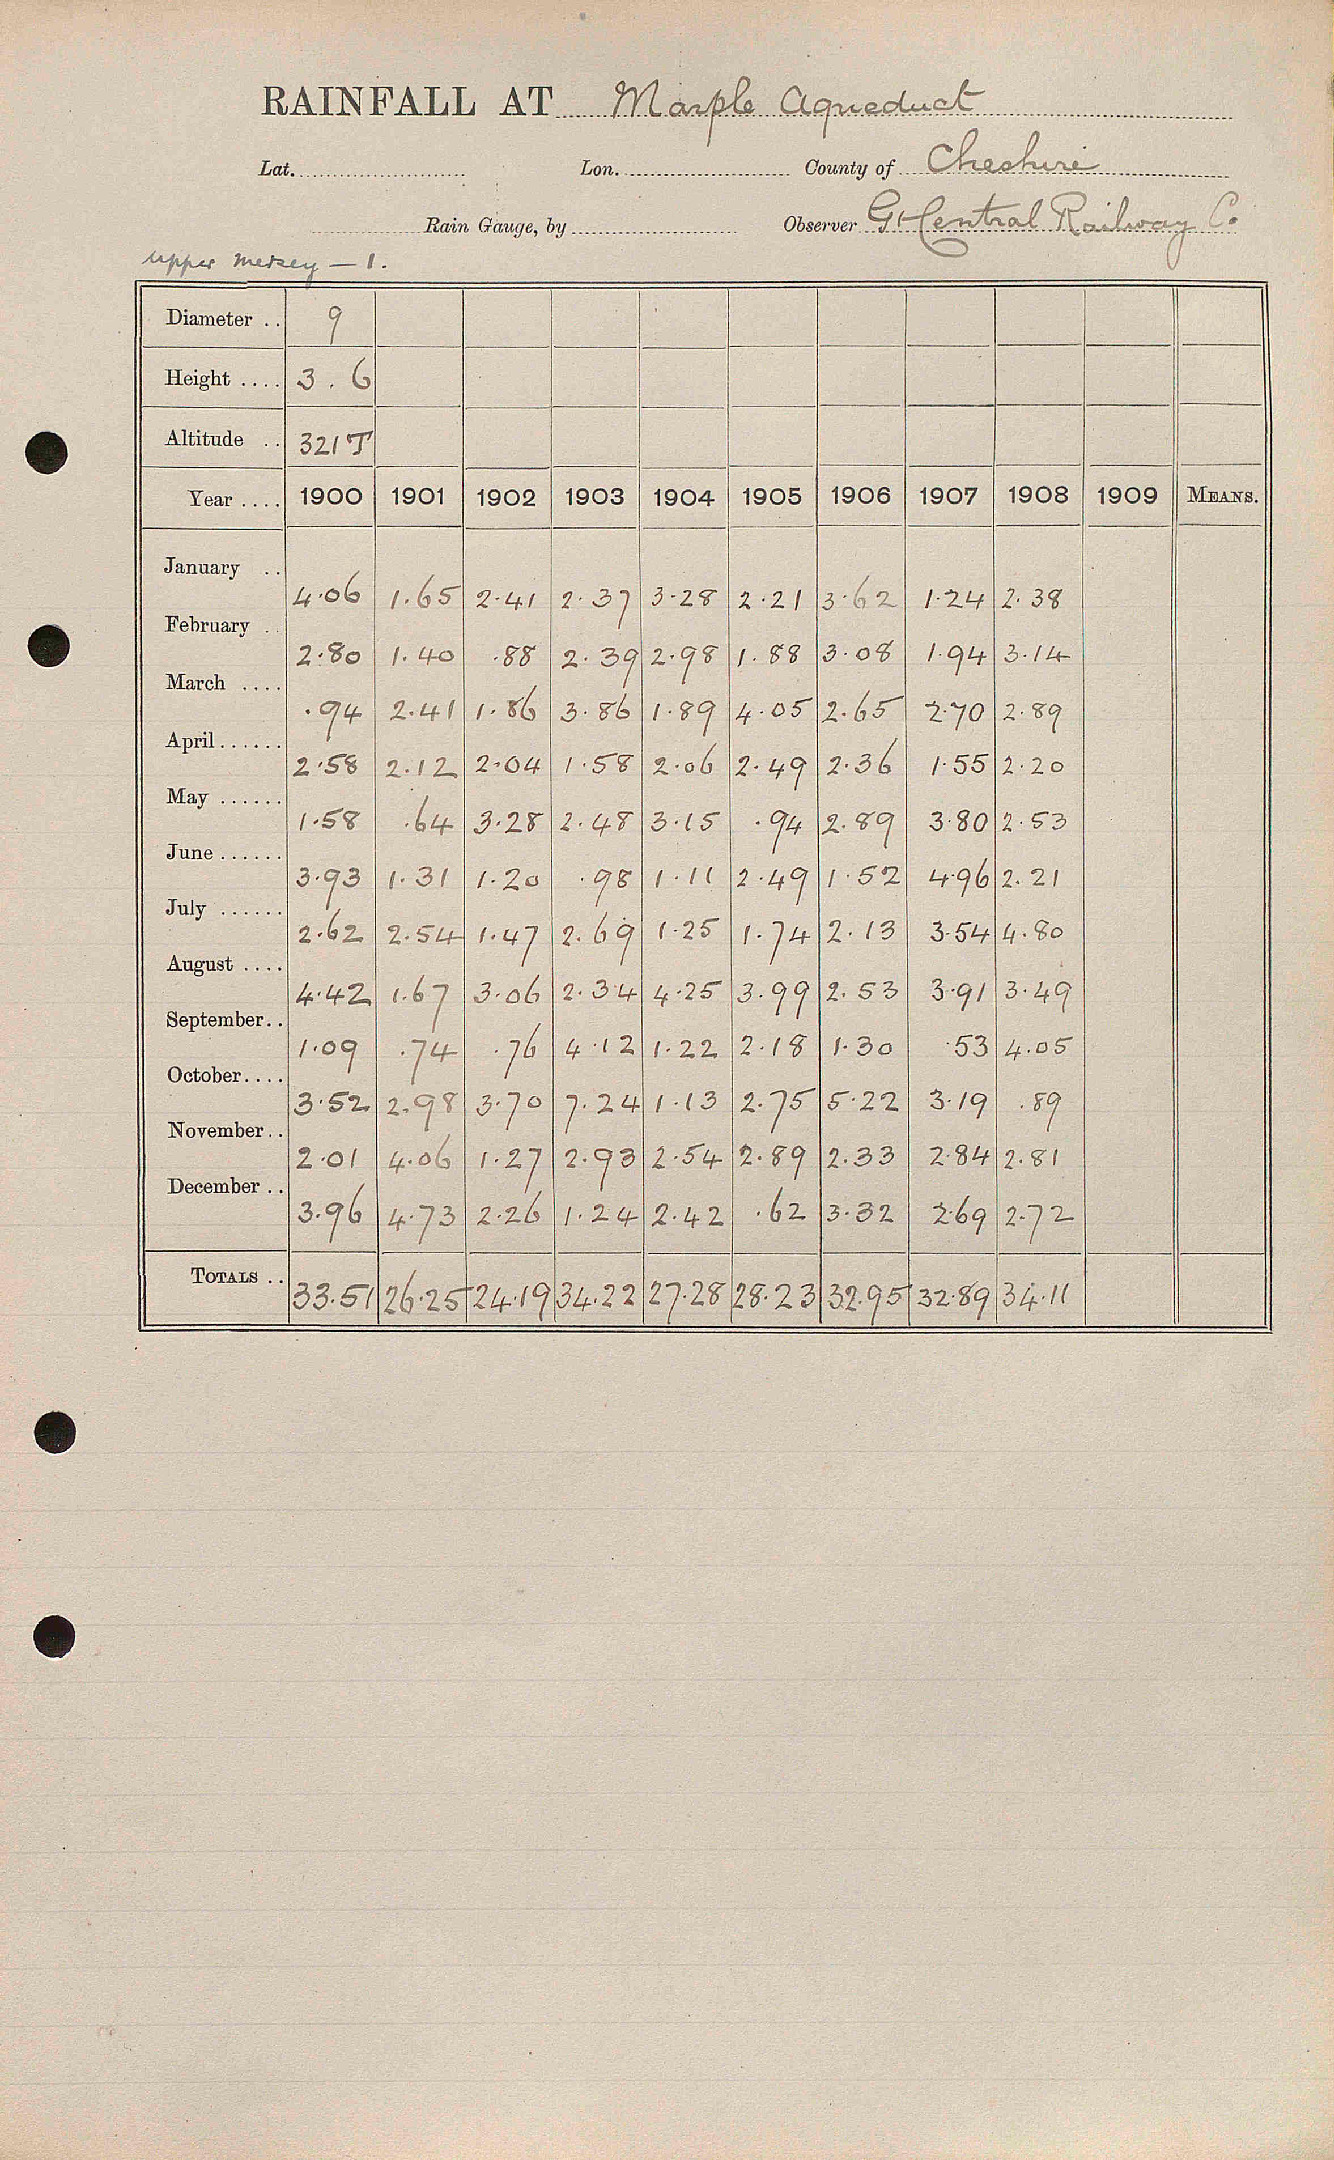 RAINFALL AT Marple Aqueduct
Lat. Lon. County of Cheshire
Rain Gauge, by Observer Gt Central Railway Co.
Upper Mersey — 1.
Diameter .. 9
Height .... 3 . 6
Altitude .. 321 T
Year .... 1900 1901 1902 1903 1904 1905 1906 1907 1908 1909 MEANS.
January .. 4.06 1.65 2.41 2.37 3.28 2.21 3.62 1.24 2.38
February .. 2.80 1.40 .88 2.39 2.98 1.88 3.08 1.94 3.14
March .... .94 2.41 1.86 3.86 1.89 4.05 2.65 2.70 2.89
April ...... 2.58 2.12 2.04 1.58 2.06 2.49 2.36 1.55 2.20
May ...... 1.58 .64 3.28 2.48 3.15 .94 2.89 3.80 2.53
June ...... 3.93 1.31 1.20 .98 1.11 2.49 1.52 4.96 2.21
July ...... 2.62 2.54 1.47 2.69 1.25 1.74 2.13 3.54 4.80
August .... 4.42 1.67 3.06 2.34 4.25 3.99 2.53 3.91 3.49
September.. 1.09 .74 .76 4.12 1.22 2.18 1.30 .53 4.05
October.... 3.52 2.98 3.70 7.24 1.13 2.75 5.22 3.19 .89
November.. 2.01 4.06 1.27 2.93 2.54 2.89 2.33 2.84 2.81
December .. 3.96 4.73 2.26 1.24 2.42 .62 3.32 2.69 2.72
TOTALS .. 33.51 26.25 24.19 34.22 27.28 28.23 32.95 32.89 34.11